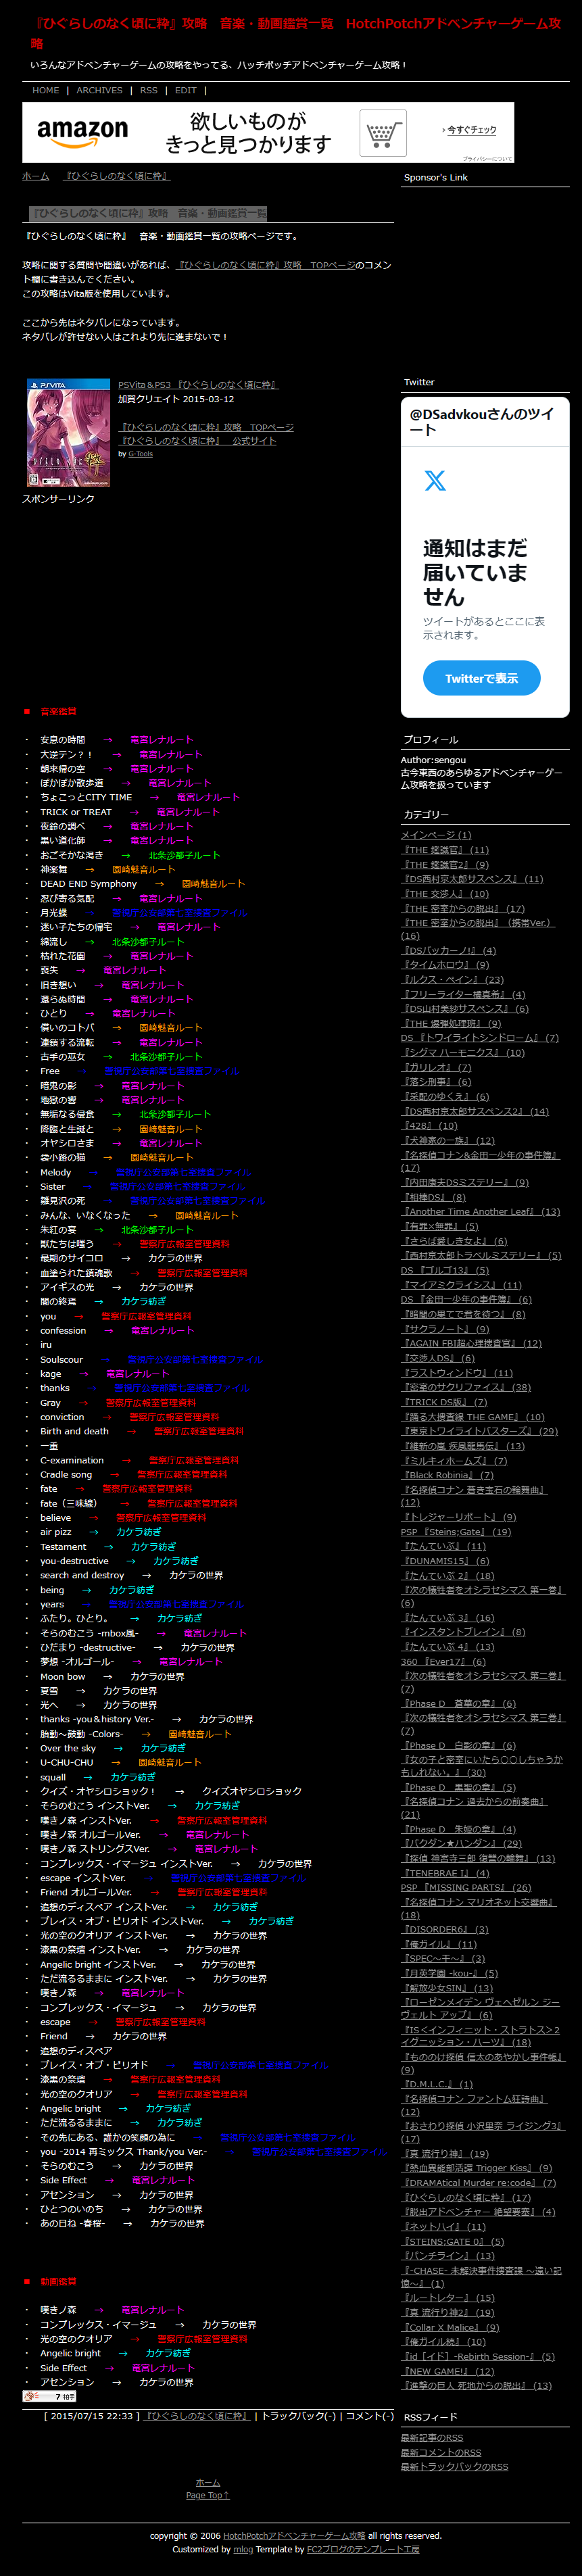 『ひぐらしのなく頃に粋』攻略　音楽・動画鑑賞一覧　HotchPotchアドベンチャーゲーム攻
略
いろんなアドベンチャーゲームの攻略をやってる、ハッチポッチアドベンチャーゲーム攻略！
HOME | ARCHIVES | RSS | EDIT |
amazon 欲しいものが きっと見つかります ›今すぐチェック
プライバシーについて
ホーム 『ひぐらしのなく頃に粋』
『ひぐらしのなく頃に粋』攻略　音楽・動画鑑賞一覧
『ひぐらしのなく頃に粋』　音楽・動画鑑賞一覧の攻略ページです。
攻略に関する質問や間違いがあれば、『ひぐらしのなく頃に粋』攻略　TOPページのコメン
ト欄に書き込んでください。
この攻略はVita版を使用しています。
ここから先はネタバレになっています。
ネタバレが許せない人はこれより先に進まないで！
PSVita＆PS3 『ひぐらしのなく頃に粋』
加賀クリエイト 2015-03-12
『ひぐらしのなく頃に粋』攻略　TOPページ
『ひぐらしのなく頃に粋』　公式サイト
by G-Tools
スポンサーリンク
■　音楽鑑賞
・　安息の時間　→　竜宮レナルート
・　大逆テン？！　→　竜宮レナルート
・　朝来帰の空　→　竜宮レナルート
・　ぽかぽか散歩道　→　竜宮レナルート
・　ちょこっとCITY TIME　→　竜宮レナルート
・　TRICK or TREAT　→　竜宮レナルート
・　夜鈴の調べ　→　竜宮レナルート
・　黒い道化師　→　竜宮レナルート
・　おごそかな渇き　→　北条沙都子ルート
・　神楽舞　→　園崎魅音ルート
・　DEAD END Symphony　→　園崎魅音ルート
・　忍び寄る気配　→　竜宮レナルート
・　月光蝶　→　警視庁公安部第七室捜査ファイル
・　迷い子たちの帰宅　→　竜宮レナルート
・　綿流し　→　北条沙都子ルート
・　枯れた花園　→　竜宮レナルート
・　喪失　→　竜宮レナルート
・　旧き想い　→　竜宮レナルート
・　還らぬ時間　→　竜宮レナルート
・　ひとり　→　竜宮レナルート
・　償いのコトバ　→　園崎魅音ルート
・　連鎖する流転　→　竜宮レナルート
・　古手の巫女　→　北条沙都子ルート
・　Free　→　警視庁公安部第七室捜査ファイル
・　暗鬼の影　→　竜宮レナルート
・　地獄の響　→　竜宮レナルート
・　無垢なる侵食　→　北条沙都子ルート
・　降臨と生誕と　→　園崎魅音ルート
・　オヤシロさま　→　竜宮レナルート
・　袋小路の猫　→　園崎魅音ルート
・　Melody　→　警視庁公安部第七室捜査ファイル
・　Sister　→　警視庁公安部第七室捜査ファイル
・　雛見沢の死　→　警視庁公安部第七室捜査ファイル
・　みんな、いなくなった　→　園崎魅音ルート
・　朱紅の宴　→　北条沙都子ルート
・　獣たちは嗤う　→　警察庁広報室管理資料
・　最期のサイコロ　→　カケラの世界
・　血塗られた鎮魂歌　→　警察庁広報室管理資料
・　アイギスの光　→　カケラの世界
・　闇の終焉　→　カケラ紡ぎ
・　you　→　警察庁広報室管理資料
・　confession　→　竜宮レナルート
・　iru
・　Soulscour　→　警視庁公安部第七室捜査ファイル
・　kage　→　竜宮レナルート
・　thanks　→　警視庁公安部第七室捜査ファイル
・　Gray　→　警察庁広報室管理資料
・　conviction　→　警察庁広報室管理資料
・　Birth and death　→　警察庁広報室管理資料
・　一重
・　C-examination　→　警察庁広報室管理資料
・　Cradle song　→　警察庁広報室管理資料
・　fate　→　警察庁広報室管理資料
・　fate（三味線）　→　警察庁広報室管理資料
・　believe　→　警察庁広報室管理資料
・　air pizz　→　カケラ紡ぎ
・　Testament　→　カケラ紡ぎ
・　you-destructive　→　カケラ紡ぎ
・　search and destroy　→　カケラの世界
・　being　→　カケラ紡ぎ
・　years　→　警視庁公安部第七室捜査ファイル
・　ふたり。ひとり。　→　カケラ紡ぎ
・　そらのむこう -mbox風-　→　竜宮レナルート
・　ひだまり -destructive-　→　カケラの世界
・　夢想 -オルゴール-　→　竜宮レナルート
・　Moon bow　→　カケラの世界
・　夏雪　→　カケラの世界
・　光へ　→　カケラの世界
・　thanks -you＆history Ver.-　→　カケラの世界
・　胎動～鼓動 -Colors-　→　園崎魅音ルート
・　Over the sky　→　カケラ紡ぎ
・　U-CHU-CHU　→　園崎魅音ルート
・　squall　→　カケラ紡ぎ
・　クイズ・オヤシロショック！　→　クイズオヤシロショック
・　そらのむこう インストVer.　→　カケラ紡ぎ
・　嘆きノ森 インストVer.　→　警察庁広報室管理資料
・　嘆きノ森 オルゴールVer.　→　竜宮レナルート
・　嘆きノ森 ストリングスVer.　→　竜宮レナルート
・　コンプレックス・イマージュ インストVer.　→　カケラの世界
・　escape インストVer.　→　警視庁公安部第七室捜査ファイル
・　Friend オルゴールVer.　→　警察庁広報室管理資料
・　追想のディスペア インストVer.　→　カケラ紡ぎ
・　プレイス・オブ・ピリオド インストVer.　→　カケラ紡ぎ
・　光の空のクオリア インストVer.　→　カケラの世界
・　漆黒の祭壇 インストVer.　→　カケラの世界
・　Angelic bright インストVer.　→　カケラの世界
・　ただ流るるままに インストVer.　→　カケラの世界
・　嘆きノ森　→　竜宮レナルート
・　コンプレックス・イマージュ　→　カケラの世界
・　escape　→　警察庁広報室管理資料
・　Friend　→　カケラの世界
・　追想のディスペア
・　プレイス・オブ・ピリオド　→　警視庁公安部第七室捜査ファイル
・　漆黒の祭壇　→　警察庁広報室管理資料
・　光の空のクオリア　→　警察庁広報室管理資料
・　Angelic bright　→　カケラ紡ぎ
・　ただ流るるままに　→　カケラ紡ぎ
・　その先にある、誰かの笑顔の為に　→　警視庁公安部第七室捜査ファイル
・　you -2014 再ミックス Thank/you Ver.-　→　警視庁公安部第七室捜査ファイル
・　そらのむこう　→　カケラの世界
・　Side Effect　→　竜宮レナルート
・　アセンション　→　カケラの世界
・　ひとつのいのち　→　カケラの世界
・　あの日ね -春桜-　→　カケラの世界
■　動画鑑賞
・　嘆きノ森　→　竜宮レナルート
・　コンプレックス・イマージュ　→　カケラの世界
・　光の空のクオリア　→　警察庁広報室管理資料
・　Angelic bright　→　カケラ紡ぎ
・　Side Effect　→　竜宮レナルート
・　アセンション　→　カケラの世界
7 拍手
[ 2015/07/15 22:33 ] 『ひぐらしのなく頃に粋』 | トラックバック(-) | コメント(-)
ホーム
Page Top↑
Sponsor's Link
Twitter
@DSadvkouさんのツイ
ート
通知はまだ
届いていま
せん
ツイートがあるとここに表
示されます。
Twitterで表示
プロフィール
Author:sengou
古今東西のあらゆるアドベンチャーゲー
ム攻略を扱っています
カテゴリー
メインページ (1)
『THE 鑑識官』 (11)
『THE 鑑識官2』 (9)
『DS西村京太郎サスペンス』 (11)
『THE 交渉人』 (10)
『THE 密室からの脱出』 (17)
『THE 密室からの脱出』（携帯Ver.）
(16)
『DSバッカーノ!』 (4)
『タイムホロウ』 (9)
『ルクス・ペイン』 (23)
『フリーライター橘真希』 (4)
『DS山村美紗サスペンス』 (6)
『THE 爆弾処理班』 (9)
DS 『トワイライトシンドローム』 (7)
『シグマ ハーモニクス』 (10)
『ガリレオ』 (7)
『落シ刑事』 (6)
『采配のゆくえ』 (6)
『DS西村京太郎サスペンス2』 (14)
『428』 (10)
『犬神家の一族』 (12)
『名探偵コナン&金田一少年の事件簿』
(17)
『内田康夫DSミステリー』 (9)
『相棒DS』 (8)
『Another Time Another Leaf』 (13)
『有罪×無罪』 (5)
『さらば愛しき女よ』 (6)
『西村京太郎トラベルミステリー』 (5)
DS 『ゴルゴ13』 (5)
『マイアミクライシス』 (11)
DS 『金田一少年の事件簿』 (6)
『暗闇の果てで君を待つ』 (8)
『サクラノート』 (9)
『AGAIN FBI超心理捜査官』 (12)
『交渉人DS』 (6)
『ラストウィンドウ』 (11)
『密室のサクリファイス』 (38)
『TRICK DS版』 (7)
『踊る大捜査線 THE GAME』 (10)
『東京トワイライトバスターズ』 (29)
『維新の嵐 疾風龍馬伝』 (13)
『ミルキィホームズ』 (7)
『Black Robinia』 (7)
『名探偵コナン 蒼き宝石の輪舞曲』
(12)
『トレジャーリポート』 (9)
PSP 『Steins;Gate』 (19)
『たんていぶ』 (11)
『DUNAMIS15』 (6)
『たんていぶ 2』 (18)
『次の犠牲者をオシラセシマス 第一巻』
(6)
『たんていぶ 3』 (16)
『インスタントブレイン』 (8)
『たんていぶ 4』 (13)
360 『Ever17』 (6)
『次の犠牲者をオシラセシマス 第二巻』
(7)
『Phase D　蒼華の章』 (6)
『次の犠牲者をオシラセシマス 第三巻』
(7)
『Phase D　白影の章』 (6)
『女の子と密室にいたら○○しちゃうか
もしれない。』 (30)
『Phase D　黒聖の章』 (5)
『名探偵コナン 過去からの前奏曲』
(21)
『Phase D　朱姫の章』 (4)
『バクダン★ハンダン』 (29)
『探偵 神宮寺三郎 復讐の輪舞』 (13)
『TENEBRAE I』 (4)
PSP 『MISSING PARTS』 (26)
『名探偵コナン マリオネット交響曲』
(18)
『DISORDER6』 (3)
『俺ガイル』 (11)
『SPEC～干～』 (3)
『月英学園 -kou-』 (5)
『解放少女SIN』 (13)
『ローゼンメイデン ヴェヘゼルン ジー
ヴェルト アップ』 (6)
『IS＜インフィニット・ストラトス＞2
イグニッション・ハーツ』 (18)
『もののけ探偵 信太のあやかし事件帳』
(9)
『D.M.L.C.』 (1)
『名探偵コナン ファントム狂詩曲』
(12)
『おさわり探偵 小沢里奈 ライジング3』
(17)
『真 流行り神』 (19)
『熱血異能部活譚 Trigger Kiss』 (9)
『DRAMAtical Murder re:code』 (7)
『ひぐらしのなく頃に粋』 (17)
『脱出アドベンチャー 絶望要塞』 (4)
『ネットハイ』 (11)
『STEINS;GATE 0』 (5)
『パンチライン』 (13)
『-CHASE- 未解決事件捜査課 ～遠い記
憶～』 (1)
『ルートレター』 (15)
『真 流行り神2』 (19)
『Collar X Malice』 (9)
『俺ガイル続』 (10)
『id［イド］-Rebirth Session-』 (5)
『NEW GAME!』 (12)
『進撃の巨人 死地からの脱出』 (13)
RSSフィード
最新記事のRSS
最新コメントのRSS
最新トラックバックのRSS
copyright © 2006 HotchPotchアドベンチャーゲーム攻略 all rights reserved.
Customized by mlog Template by FC2ブログのテンプレート工房